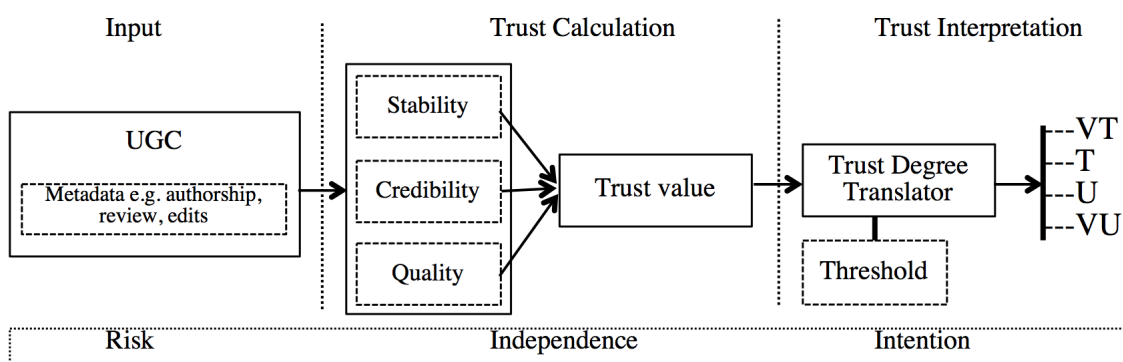 Input
Trust Calculation
Trust Interpretation
UGC
Metadata e.g. authorship,
review, edits
Stability
Credibility
Quality
Trust value
Trust Degree
Translator
Threshold
VT
T
U
VU
Risk
Independence
Intention